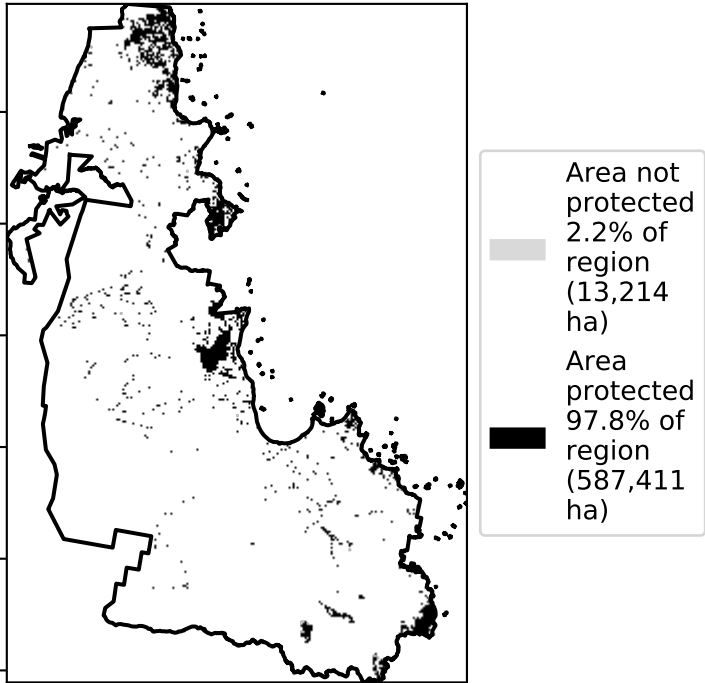 Area not
protected
2.2% of
region
(13,214
ha)
Area
protected
97.8% of
region
(587,411
ha)